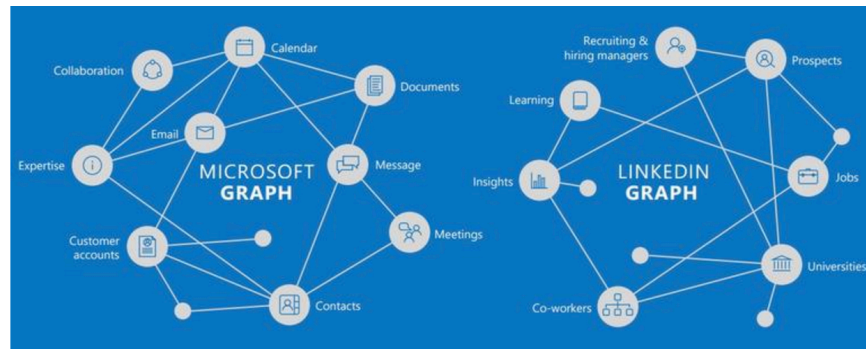 Calendar
Collaboration
Documents
Email
Expertise
MICROSOFT
GRAPH
Message
Customer
accounts
Meetings
Contacts
Recruiting &
hiring managers
Prospects
Learning
Insights
LINKEDIN
GRAPH
Jobs
Universities
Co-workers